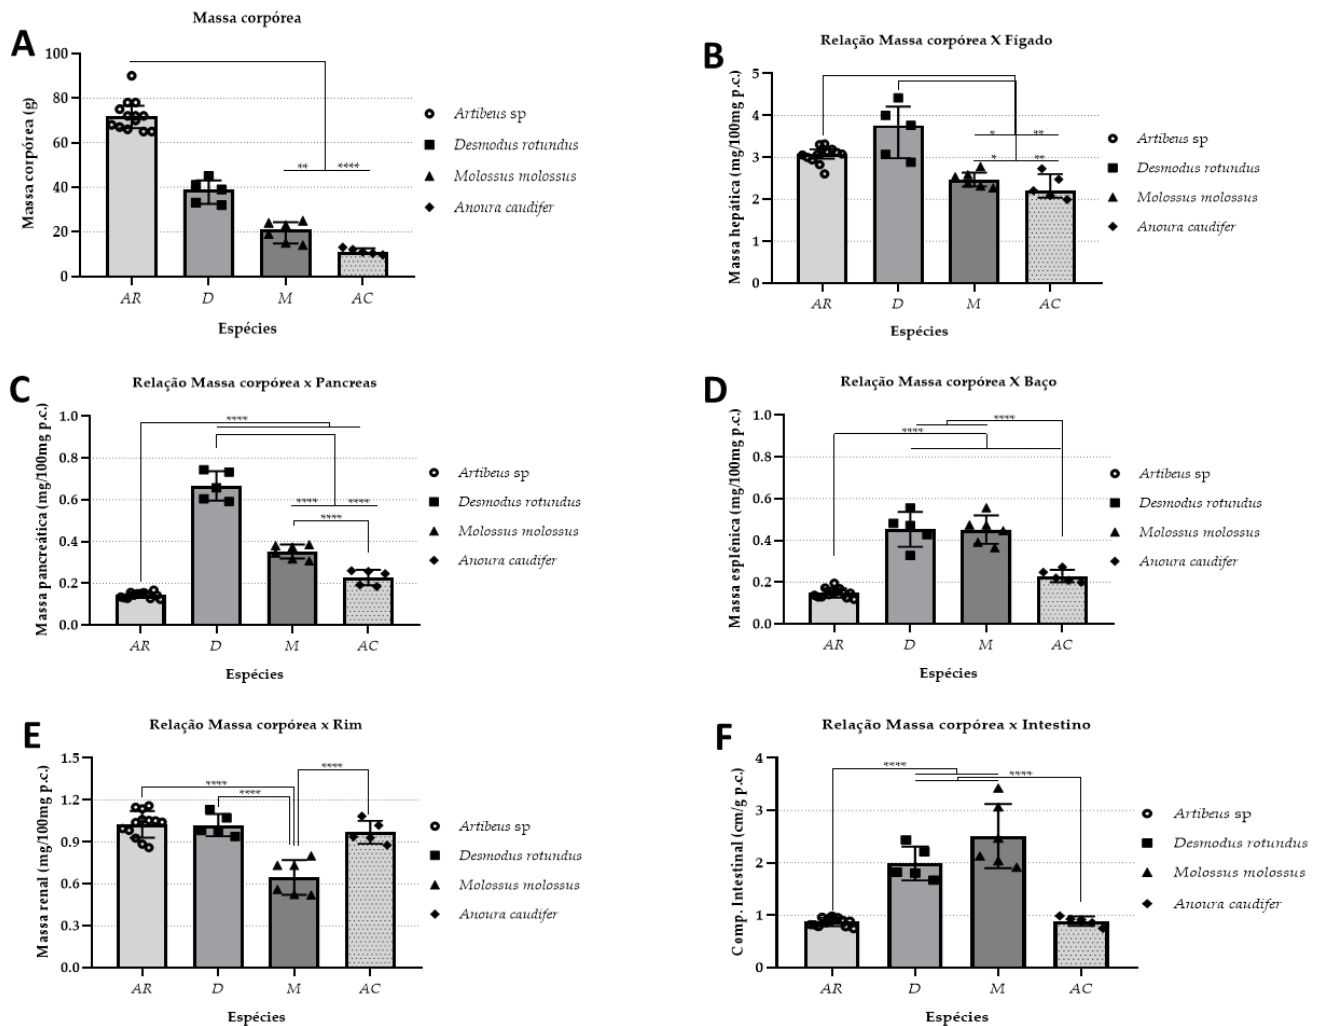 A
Massa corpórea
Massa corpórea (g)
100
80
60
40
20
0
** ****
AR D M AC
Espécies
Artibeus sp
Desmodus rotundus
Molossus molossus
Anoura caudifer
B
Relação Massa corpórea X Fígado
Massa hepática (mg/100mg p.c.)
5
4
3
2
1
0
* **
* **
AR D M AC
Espécies
Artibeus sp
Desmodus rotundus
Molossus molossus
Anoura caudifer
C
Relação Massa corpórea x Pancreas
Massa pancreática (mg/100mg p.c.)
1.0
0.8
0.6
0.4
0.2
0.0
****
**** ****
****
AR D M AC
Espécies
Artibeus sp
Desmodus rotundus
Molossus molossus
Anoura caudifer
D
Relação Massa corpórea X Baço
Massa esplênica (mg/100mg p.c.)
1.0
0.8
0.6
0.4
0.2
0.0
****
****
AR D M AC
Espécies
Artibeus sp
Desmodus rotundus
Molossus molossus
Anoura caudifer
E
Relação Massa corpórea x Rim
Massa renal (mg/100mg p.c.)
1.5
1.2
0.9
0.6
0.3
0.0
****
****
****
AR D M AC
Espécies
Artibeus sp
Desmodus rotundus
Molossus molossus
Anoura caudifer
F
Relação Massa corpórea x Intestino
Comp. Intestinal (cm/g p.c.)
4
3
2
1
0
****
****
AR D M AC
Espécies
Artibeus sp
Desmodus rotundus
Molossus molossus
Anoura caudifer